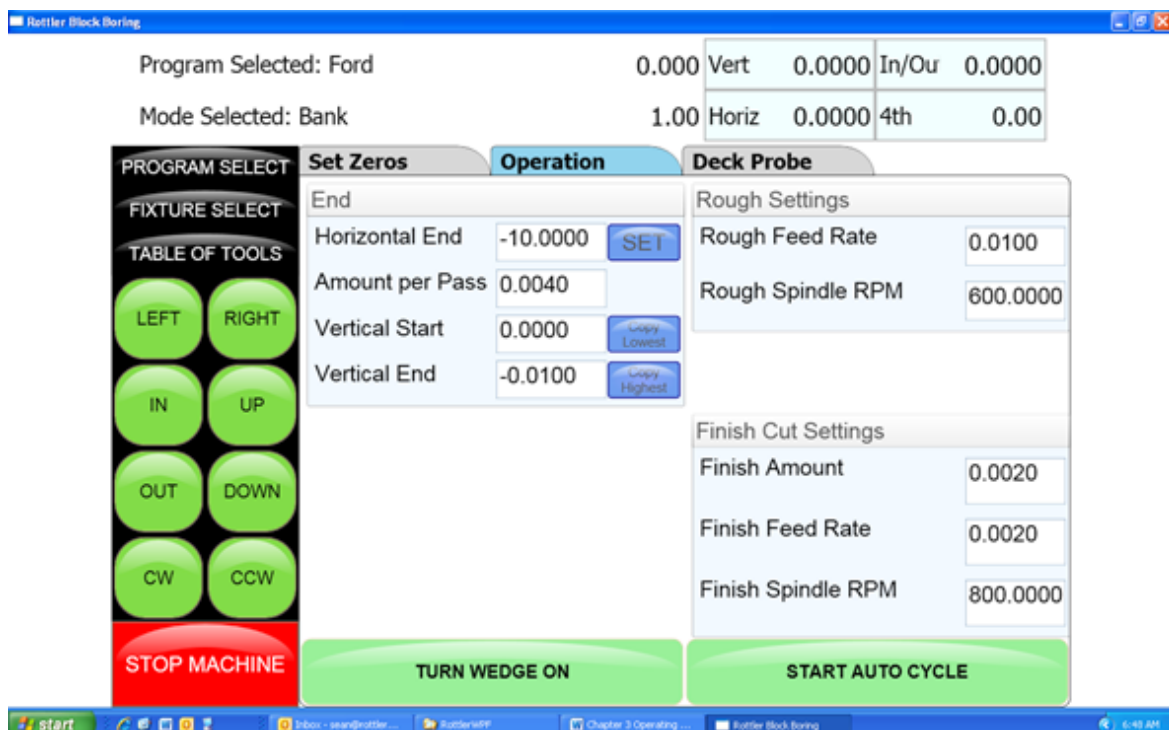 Rottler Block Boring
Program Selected: Ford 0.000 Vert 0.0000 In/Ou 0.0000
Mode Selected: Bank 1.00 Horiz 0.0000 4th 0.00
PROGRAM SELECT
FIXTURE SELECT
TABLE OF TOOLS
LEFT RIGHT
IN UP
OUT DOWN
CW CCW
STOP MACHINE
Set Zeros Operation Deck Probe
End
Horizontal End -10.0000 SET
Amount per Pass 0.0040
Vertical Start 0.0000 Copy Lowest
Vertical End -0.0100 Copy Highest
Rough Settings
Rough Feed Rate 0.0100
Rough Spindle RPM 600.0000
Finish Cut Settings
Finish Amount 0.0020
Finish Feed Rate 0.0020
Finish Spindle RPM 800.0000
TURN WEDGE ON START AUTO CYCLE
start Inbox - sean@rottler... RottlerWPF Chapter 3 Operating ... Rottler Block Boring 6:48 AM